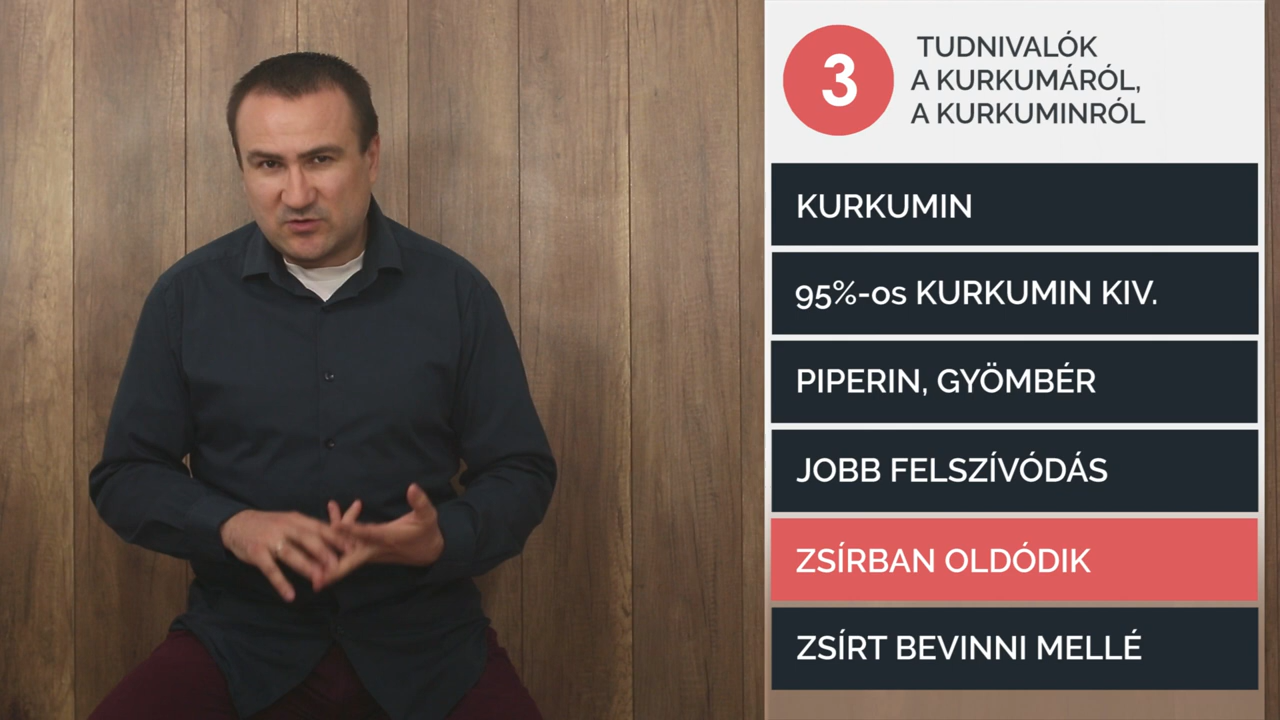 3
TUDNIVALÓK
A KURKUMÁRÓL,
A KURKUMINRÓL
KURKUMIN
95%-os KURKUMIN KIV.
PIPERIN, GYÖMBÉR
JOBB FELSZÍVÓDÁS
ZSÍRBAN OLDÓDIK
ZSÍRT BEVINNI MELLÉ